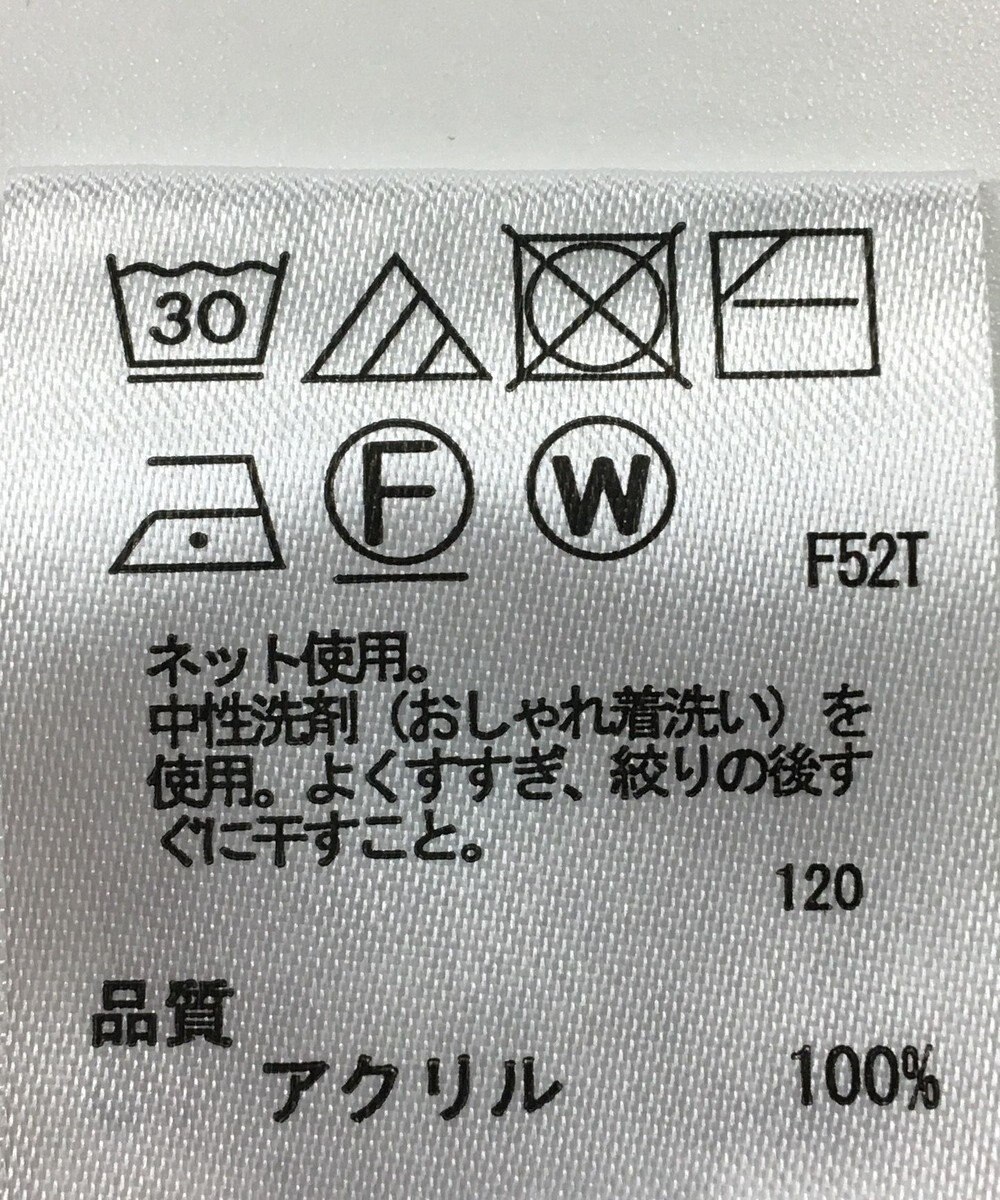 30
F W
F52T
ネット使用。
中性洗剤（おしゃれ着洗い）を
使用。よくすすぎ、絞りの後す
ぐに干すこと。
120
品質
アクリル 100%